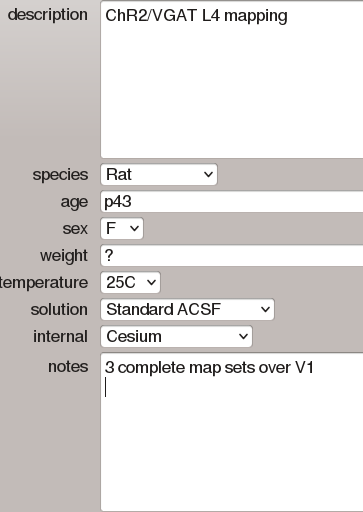 description ChR2/VGAT L4 mapping
species Rat
age p43
sex F
weight ?
temperature 25C
solution Standard ACSF
internal Cesium
notes 3 complete map sets over V1